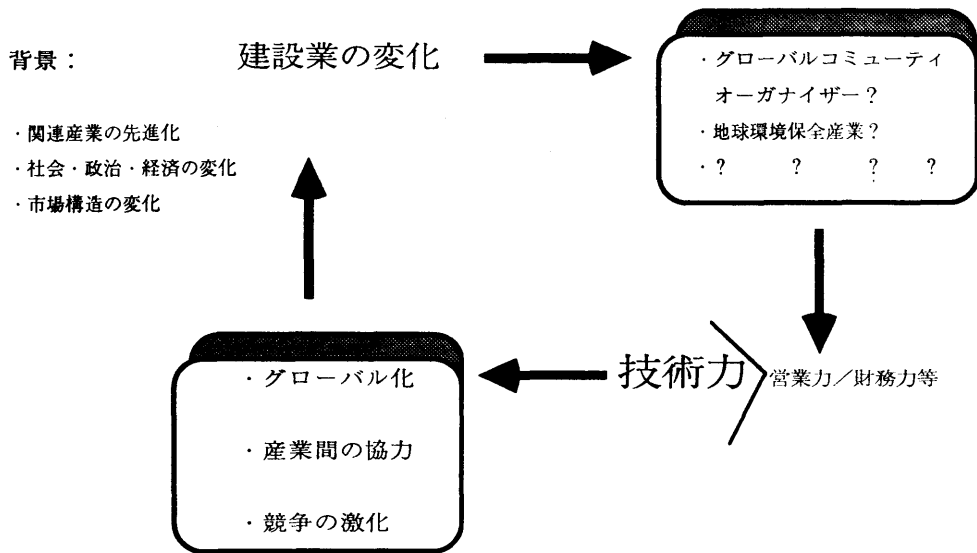 背景：
建設業の変化
・関連産業の先進化
・社会・政治・経済の変化
・市場構造の変化
・グローバルコミューティ
オーガナイザー？
・地球環境保全産業？
・？ ？ ？ ？
技術力
営業力／財務力等
・グローバル化
・産業間の協力
・競争の激化